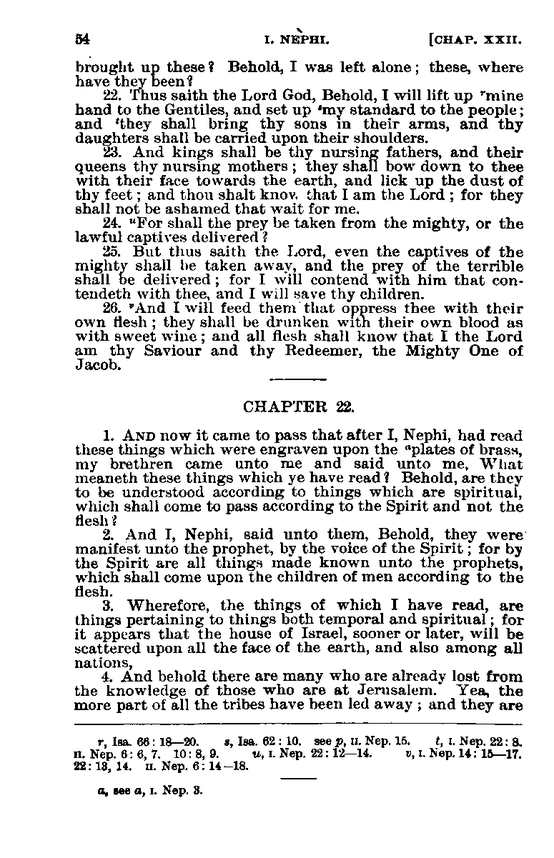 54 I. NEPHI. [CHAP. XXII.
brought up these? Behold, I was left alone; these, where
have they been?
22. Thus saith the Lord God, Behold, I will lift up ʳmine
hand to the Gentiles, and set up ˢmy standard to the people;
and ᵗthey shall bring thy sons in their arms, and thy
daughters shall be carried upon their shoulders.
23. And kings shall be thy nursing fathers, and their
queens thy nursing mothers; they shall bow down to thee
with their face towards the earth, and lick up the dust of
thy feet; and thou shalt know that I am the Lord; for they
shall not be ashamed that wait for me.
24. ᵘFor shall the prey be taken from the mighty, or the
lawful captives delivered?
25. But thus saith the Lord, even the captives of the
mighty shall be taken away, and the prey of the terrible
shall be delivered; for I will contend with him that con-
tendeth with thee, and I will save thy children.
26. ᵛAnd I will feed them that oppress thee with their
own flesh; they shall be drunken with their own blood as
with sweet wine; and all flesh shall know that I the Lord
am thy Saviour and thy Redeemer, the Mighty One of
Jacob.
CHAPTER 22.
1. AND now it came to pass that after I, Nephi, had read
these things which were engraven upon the ᵃplates of brass,
my brethren came unto me and said unto me, What
meaneth these things which ye have read? Behold, are they
to be understood according to things which are spiritual,
which shall come to pass according to the Spirit and not the
flesh?
2. And I, Nephi, said unto them, Behold, they were
manifest unto the prophet, by the voice of the Spirit; for by
the Spirit are all things made known unto the prophets,
which shall come upon the children of men according to the
flesh.
3. Wherefore, the things of which I have read, are
things pertaining to things both temporal and spiritual; for
it appears that the house of Israel, sooner or later, will be
scattered upon all the face of the earth, and also among all
nations,
4. And behold there are many who are already lost from
the knowledge of those who are at Jerusalem. Yea, the
more part of all the tribes have been led away; and they are
r, Isa. 66: 18—20. s, Isa. 62: 10. see p, II. Nep. 15. t, I. Nep. 22: 8.
II. Nep. 6: 6, 7. 10: 8, 9. u, I. Nep. 22: 12—14. v, I. Nep. 14: 15—17.
22: 13, 14. II. Nep. 6: 14—18.
a, see a, I. Nep. 3.